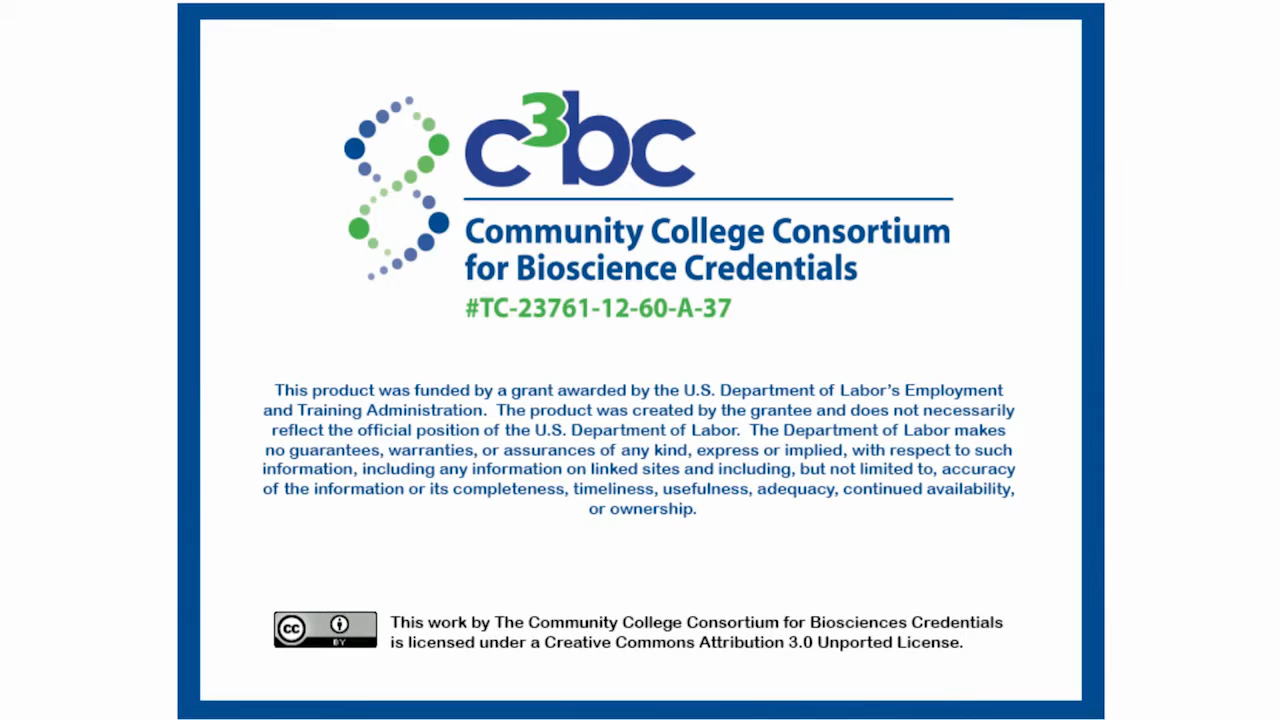 c3bc
Community College Consortium
for Bioscience Credentials
#TC-23761-12-60-A-37
This product was funded by a grant awarded by the U.S. Department of Labor’s Employment
and Training Administration. The product was created by the grantee and does not necessarily
reflect the official position of the U.S. Department of Labor. The Department of Labor makes
no guarantees, warranties, or assurances of any kind, express or implied, with respect to such
information, including any information on linked sites and including, but not limited to, accuracy
of the information or its completeness, timeliness, usefulness, adequacy, continued availability,
or ownership.
cc BY
This work by The Community College Consortium for Biosciences Credentials
is licensed under a Creative Commons Attribution 3.0 Unported License.